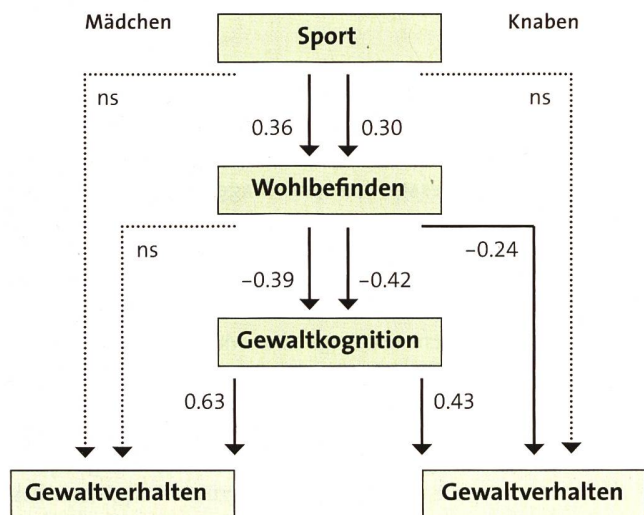 Mädchen
Sport
Knaben
ns
ns
0.36
0.30
Wohlbefinden
ns
−0.24
−0.39
−0.42
Gewaltkognition
0.63
0.43
Gewaltverhalten
Gewaltverhalten